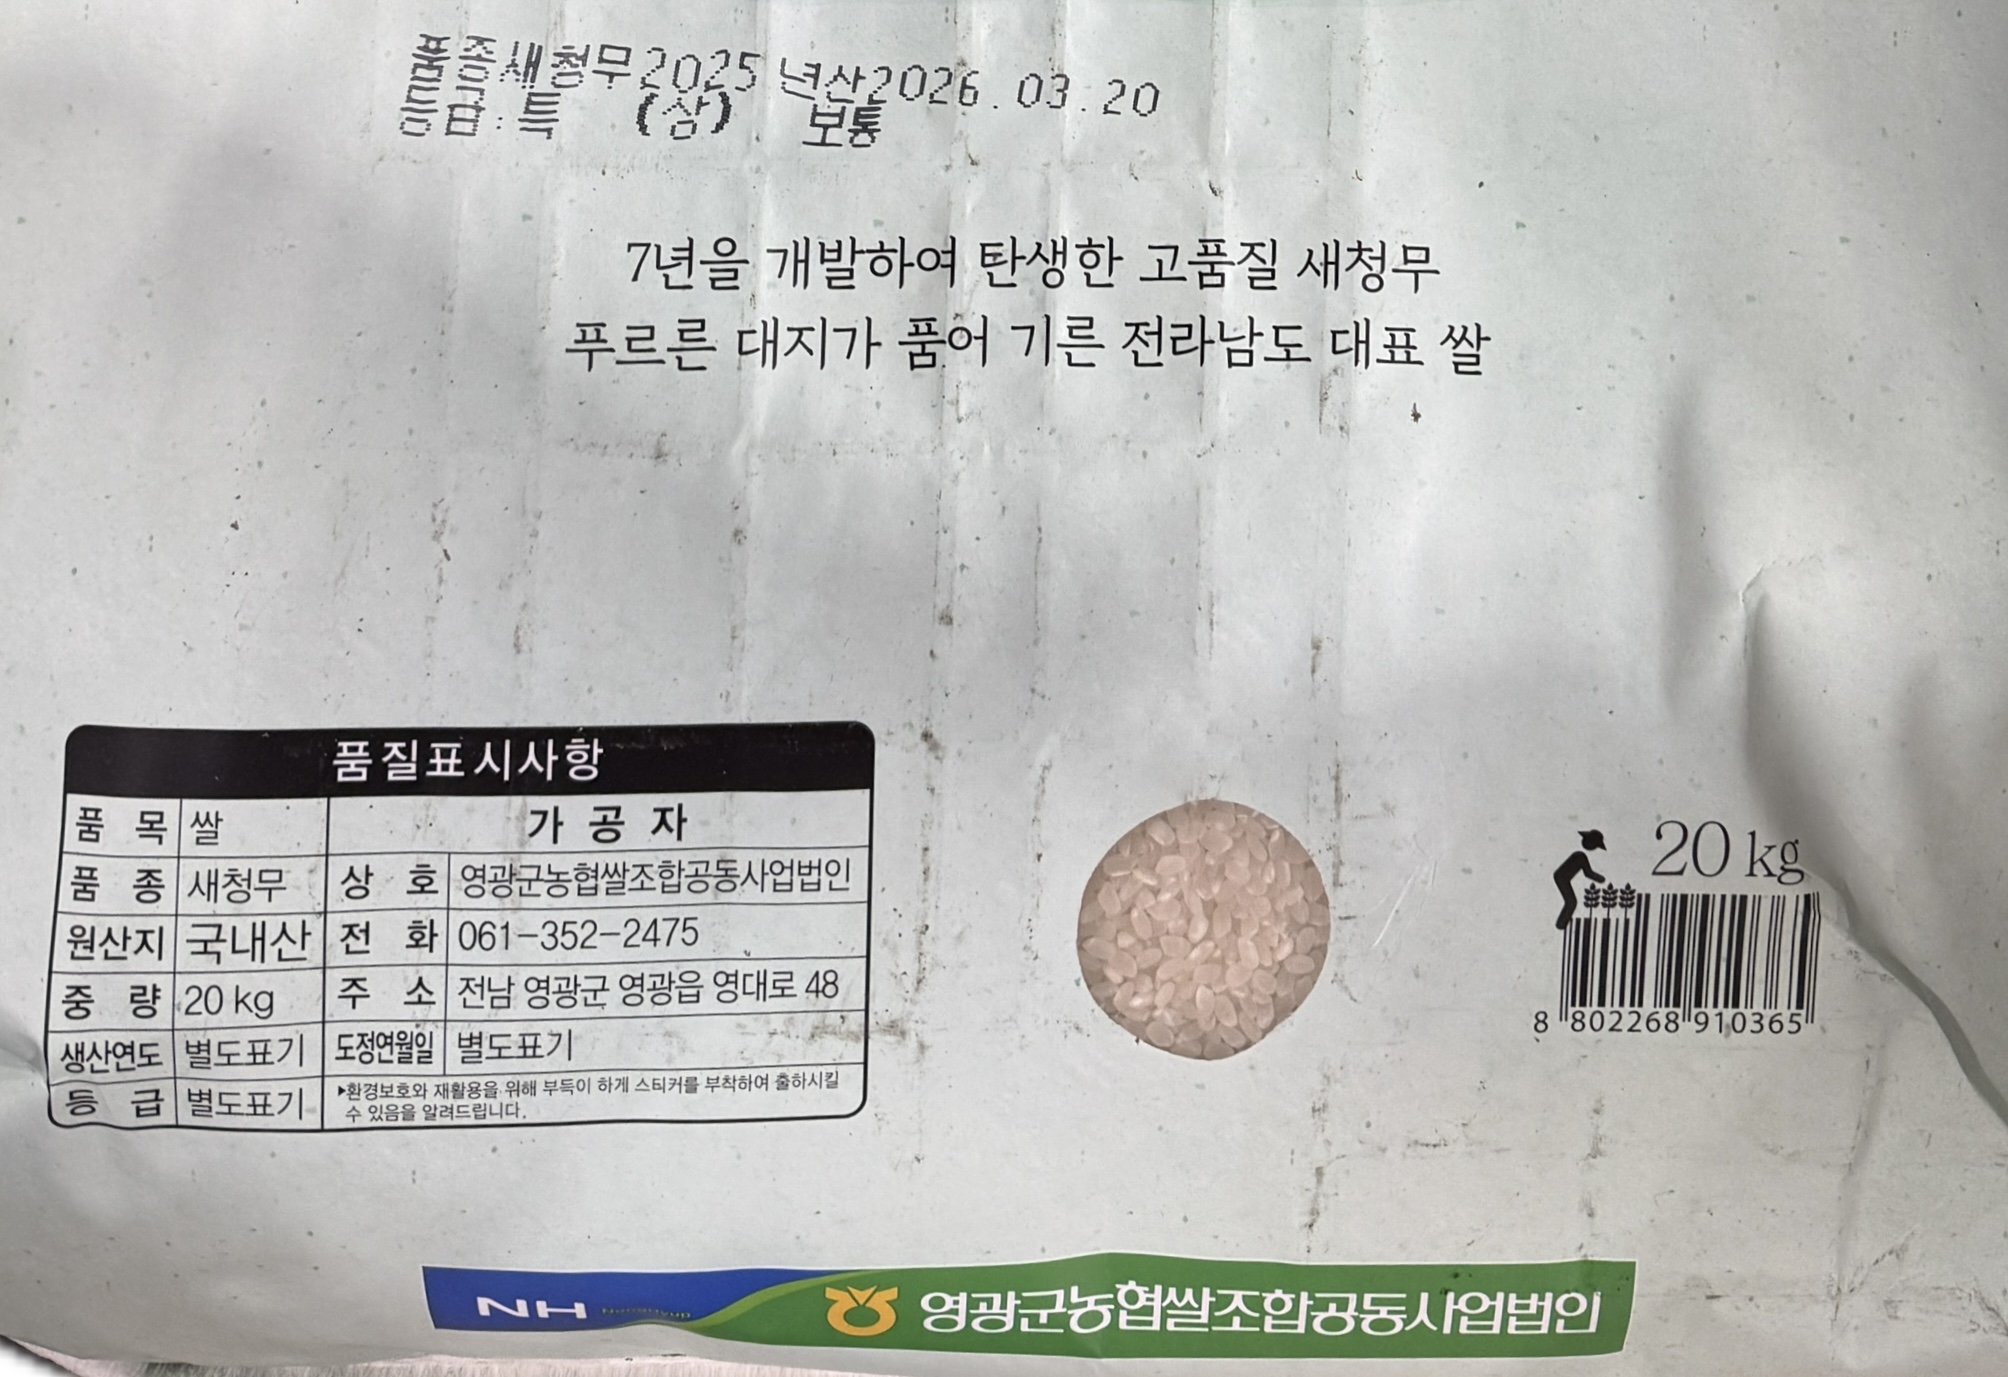 품종새청무2025 년산2026.03.20
등급:특 (상) 보통
7년을 개발하여 탄생한 고품질 새청무
푸르른 대지가 품어 기른 전라남도 대표 쌀
품질표시사항
품 목 쌀 가 공 자
품 종 새청무 상 호 영광군농협쌀조합공동사업법인
원산지 국내산 전 화 061-352-2475
중 량 20 kg 주 소 전남 영광군 영광읍 영대로 48
생산연도 별도표기 도정연월일 별도표기
등 급 별도표기 ▶환경보호와 재활용을 위해 부득이 하게 스티커를 부착하여 출하시킬
수 있음을 알려드립니다.
20 kg
8 802268 910365
NH 영광군농협쌀조합공동사업법인